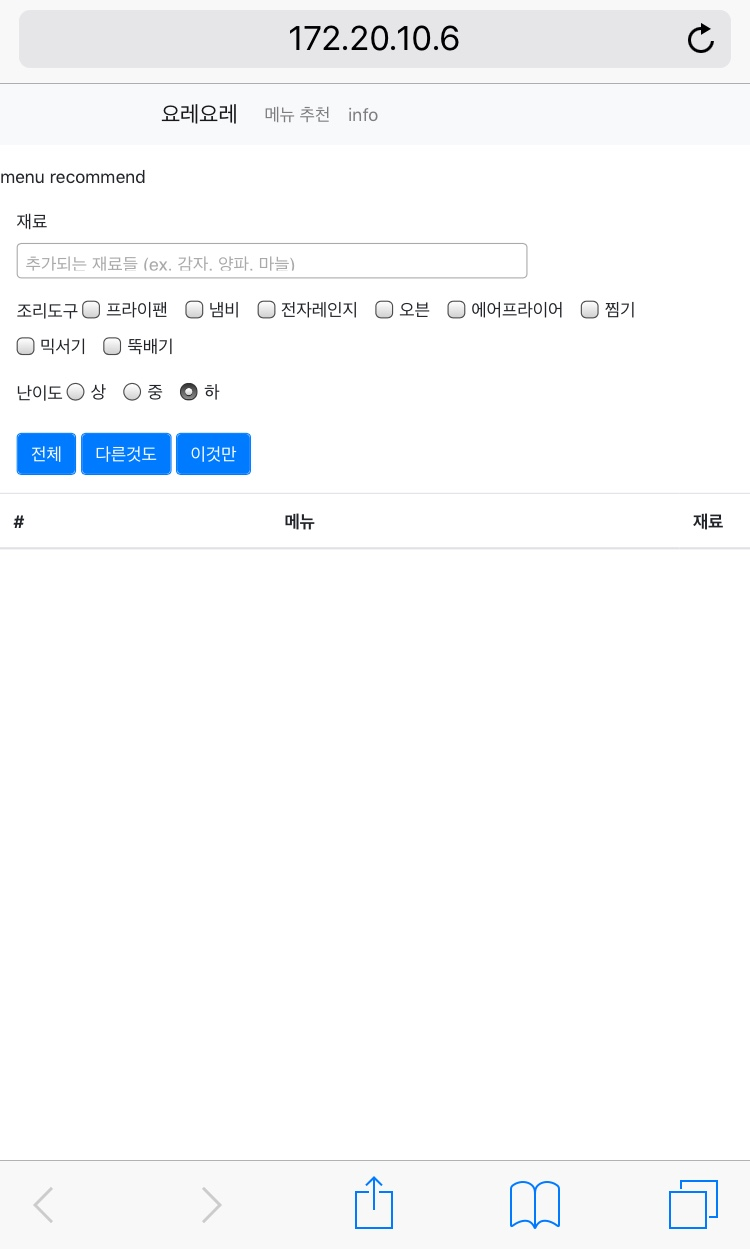 172.20.10.6
요레요레 메뉴 추천 info
menu recommend
재료
추가되는 재료들 (ex. 감자, 양파, 마늘)
조리도구 프라이팬 냄비 전자레인지 오븐 에어프라이어 찜기
믹서기 뚝배기
난이도 상 중 하
전체 다른것도 이것만
# 메뉴 재료